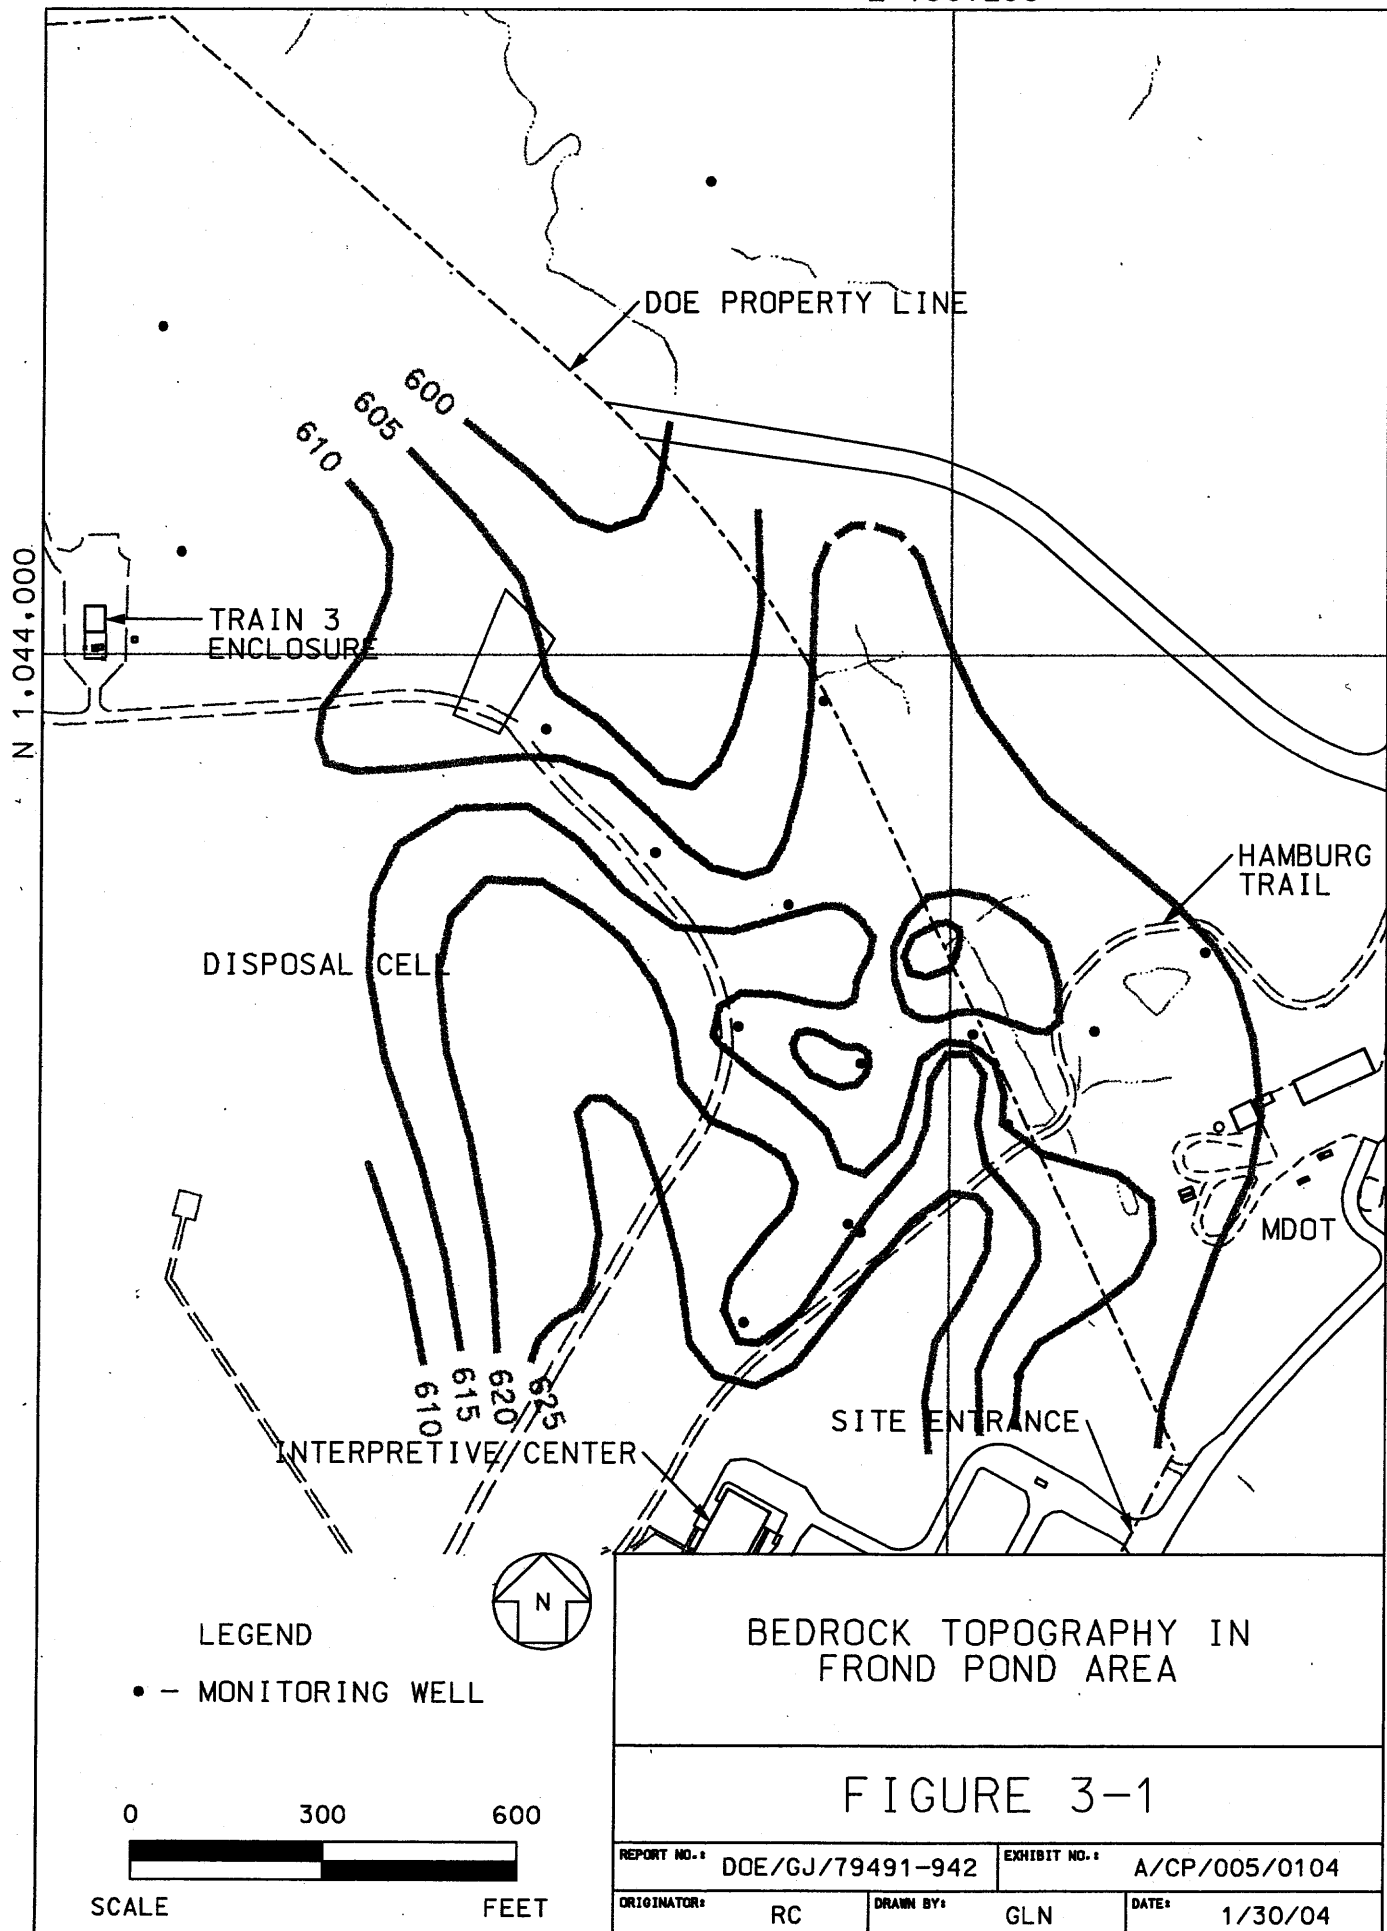 DOE PROPERTY LINE
600
605
610
N 1,044,000
TRAIN 3
ENCLOSURE
HAMBURG
TRAIL
DISPOSAL CELL
MDOT
610
615
620
625
SITE ENTRANCE
INTERPRETIVE CENTER
N
LEGEND
• – MONITORING WELL
BEDROCK TOPOGRAPHY IN
FROND POND AREA
FIGURE 3-1
0 300 600
SCALE FEET
REPORT NO.: DOE/GJ/79491-942 EXHIBIT NO.: A/CP/005/0104
ORIGINATOR: RC DRAWN BY: GLN DATE: 1/30/04